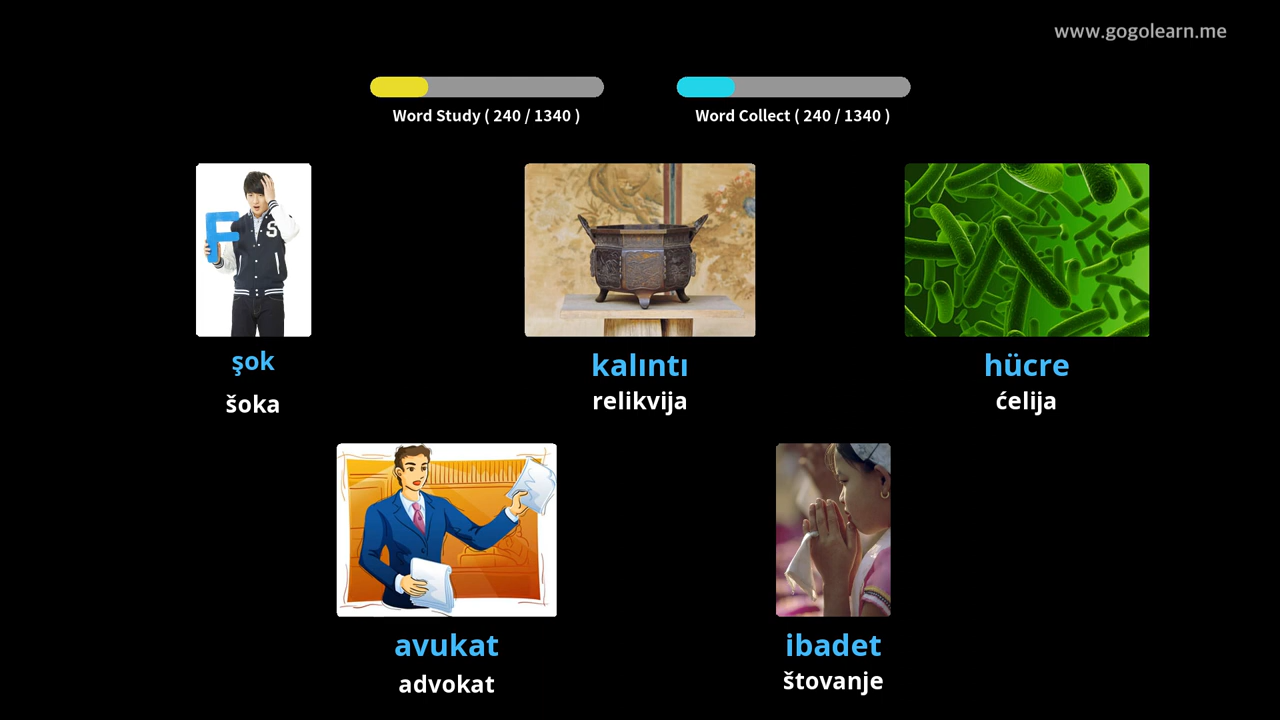 www.gogolearn.me
Word Study ( 240 / 1340 )
Word Collect ( 240 / 1340 )
F
S
şok
šoka
kalıntı
relikvija
hücre
ćelija
avukat
advokat
ibadet
štovanje